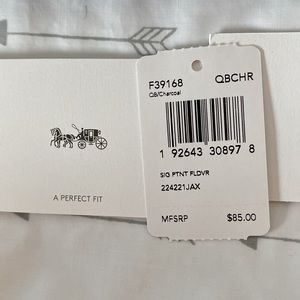 A PERFECT FIT
F39168 QBCHR
QB/Charcoal
1 92643 30897 8
SIG PTNT FLDVR
224221JAX
MFSRP $85.00